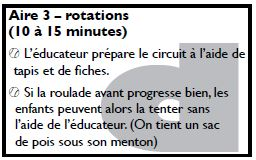 Aire 3 – rotations
(10 à 15 minutes)
L'éducateur prépare le circuit à l'aide de
tapis et de fiches.
Si la roulade avant progresse bien, les
enfants peuvent alors la tenter sans
l'aide de l'éducateur. (On tient un sac
de pois sous son menton)